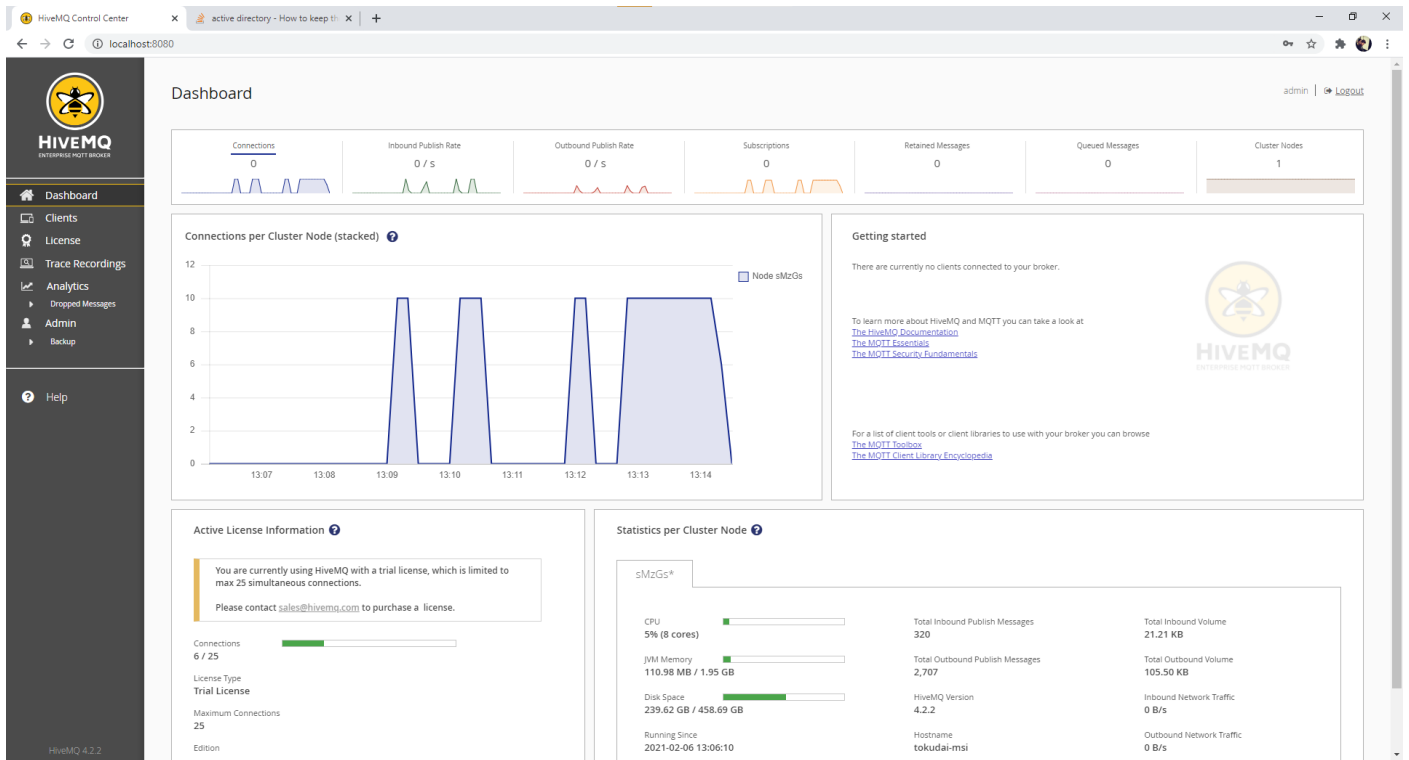 HiveMQ Control Center
active directory - How to keep th
localhost:8080
HIVEMQ
ENTERPRISE MQTT BROKER
Dashboard
Clients
License
Trace Recordings
Analytics
Dropped Messages
Admin
Backup
Help
HiveMQ 4.2.2
Dashboard
admin Logout
Connections Inbound Publish Rate Outbound Publish Rate Subscriptions Retained Messages Queued Messages Cluster Nodes
0 0 / s 0 / s 0 0 0 1
Connections per Cluster Node (stacked) ?
Node sMzGs
12
10
8
6
4
2
0
13:07 13:08 13:09 13:10 13:11 13:12 13:13 13:14
Getting started
There are currently no clients connected to your broker.
To learn more about HiveMQ and MQTT you can take a look at
The HiveMQ Documentation
The MQTT Essentials
The MQTT Security Fundamentals
HIVEMQ
ENTERPRISE MQTT BROKER
For a list of client tools or client libraries to use with your broker you can browse
The MQTT Toolbox
The MQTT Client Library Encyclopedia
Active License Information ?
You are currently using HiveMQ with a trial license, which is limited to
max 25 simultaneous connections.
Please contact sales@hivemq.com to purchase a license.
Connections
6 / 25
License Type
Trial License
Maximum Connections
25
Edition
Statistics per Cluster Node ?
sMzGs*
CPU
5% (8 cores)
JVM Memory
110.98 MB / 1.95 GB
Disk Space
239.62 GB / 458.69 GB
Running Since
2021-02-06 13:06:10
Total Inbound Publish Messages
320
Total Outbound Publish Messages
2,707
HiveMQ Version
4.2.2
Hostname
tokudai-msi
Total Inbound Volume
21.21 KB
Total Outbound Volume
105.50 KB
Inbound Network Traffic
0 B/s
Outbound Network Traffic
0 B/s